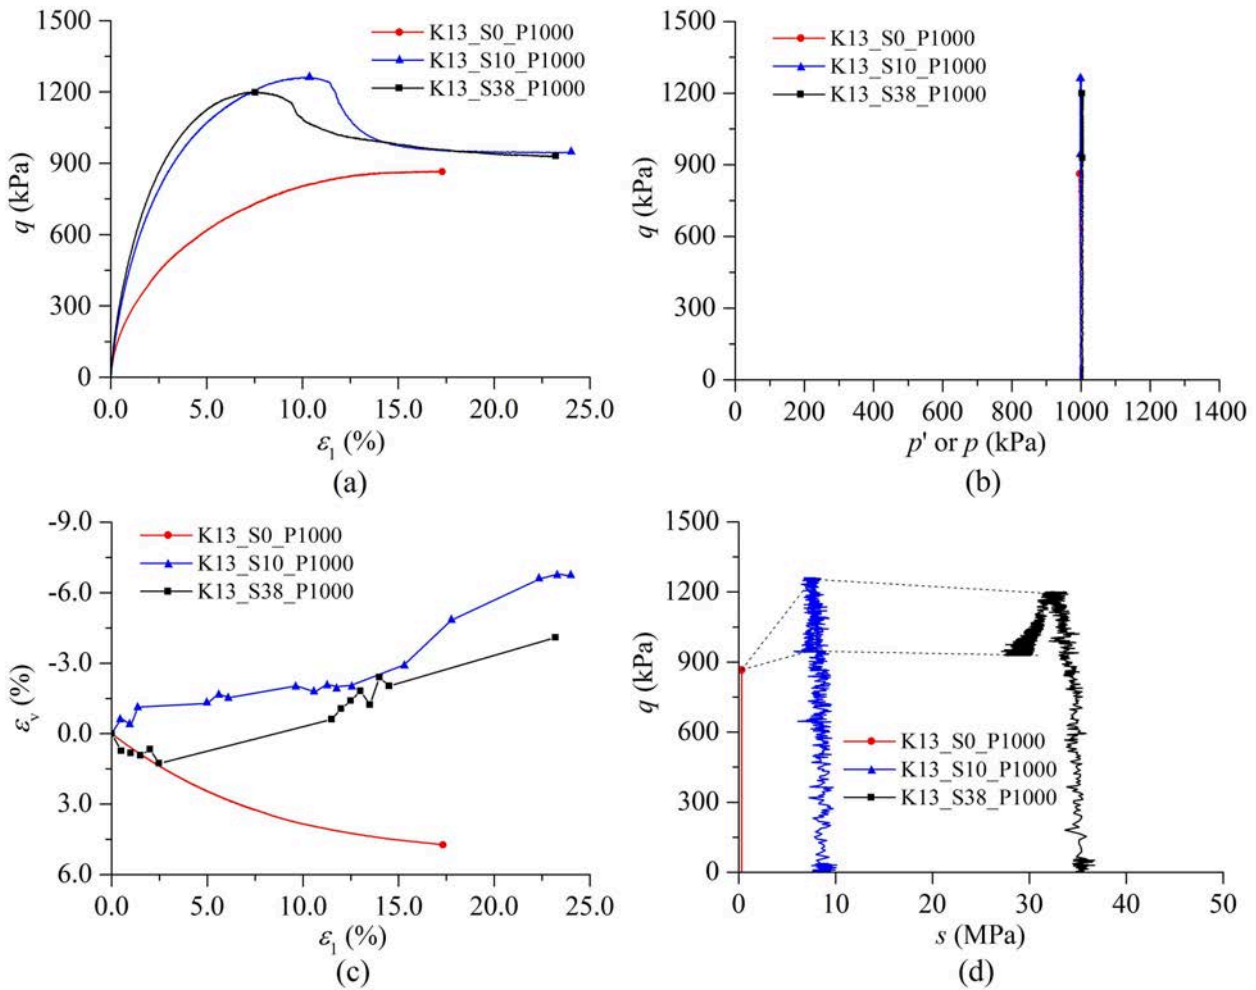 1500
1200
900
600
300
0
q (kPa)
K13_S0_P1000
K13_S10_P1000
K13_S38_P1000
0.0 5.0 10.0 15.0 20.0 25.0
ε1 (%)
(a)
1500
1200
900
600
300
0
q (kPa)
K13_S0_P1000
K13_S10_P1000
K13_S38_P1000
0 200 400 600 800 1000 1200 1400
p' or p (kPa)
(b)
-9.0
-6.0
-3.0
0.0
3.0
6.0
εv (%)
K13_S0_P1000
K13_S10_P1000
K13_S38_P1000
0.0 5.0 10.0 15.0 20.0 25.0
ε1 (%)
(c)
1500
1200
900
600
300
0
q (kPa)
K13_S0_P1000
K13_S10_P1000
K13_S38_P1000
0 10 20 30 40 50
s (MPa)
(d)